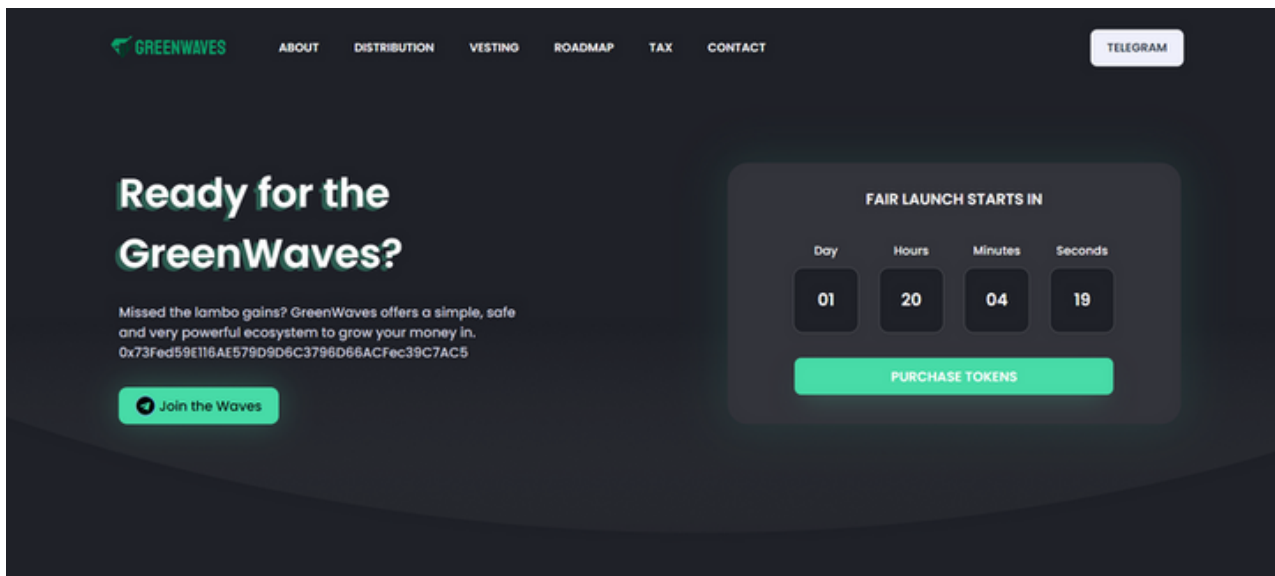 GREENWAVES
ABOUT
DISTRIBUTION
VESTING
ROADMAP
TAX
CONTACT
TELEGRAM
Ready for the
GreenWaves?
Missed the lambo gains? GreenWaves offers a simple, safe
and very powerful ecosystem to grow your money in.
0x73Fed59E116AE579D9D6C3796D66ACFec39C7AC5
Join the Waves
FAIR LAUNCH STARTS IN
Day Hours Minutes Seconds
01 20 04 19
PURCHASE TOKENS